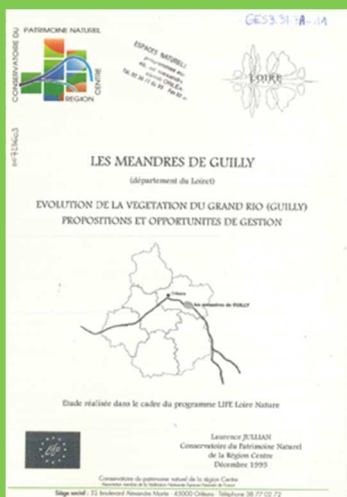 GES3.31-A-11
CONSERVATOIRE DU
PATRIMOINE NATUREL
REGION
CENTRE
ESPACES NATURELS
LOIRE
LES MEANDRES DE GUILLY
(département du Loiret)
EVOLUTION DE LA VEGETATION DU GRAND RIO (GUILLY)
PROPOSITIONS ET OPPORTUNITES DE GESTION
Orléans
les méandres de GUILLY
Etude réalisée dans le cadre du programme LIFE Loire Nature
Laurence JULLIAN
Conservatoire du Patrimoine Naturel
de la Région Centre
Décembre 1995
Conservatoire du patrimoine naturel de la région Centre
Siège social : 33 boulevard Alexandre Martin - 45000 Orléans - Téléphone 38 77 02 72